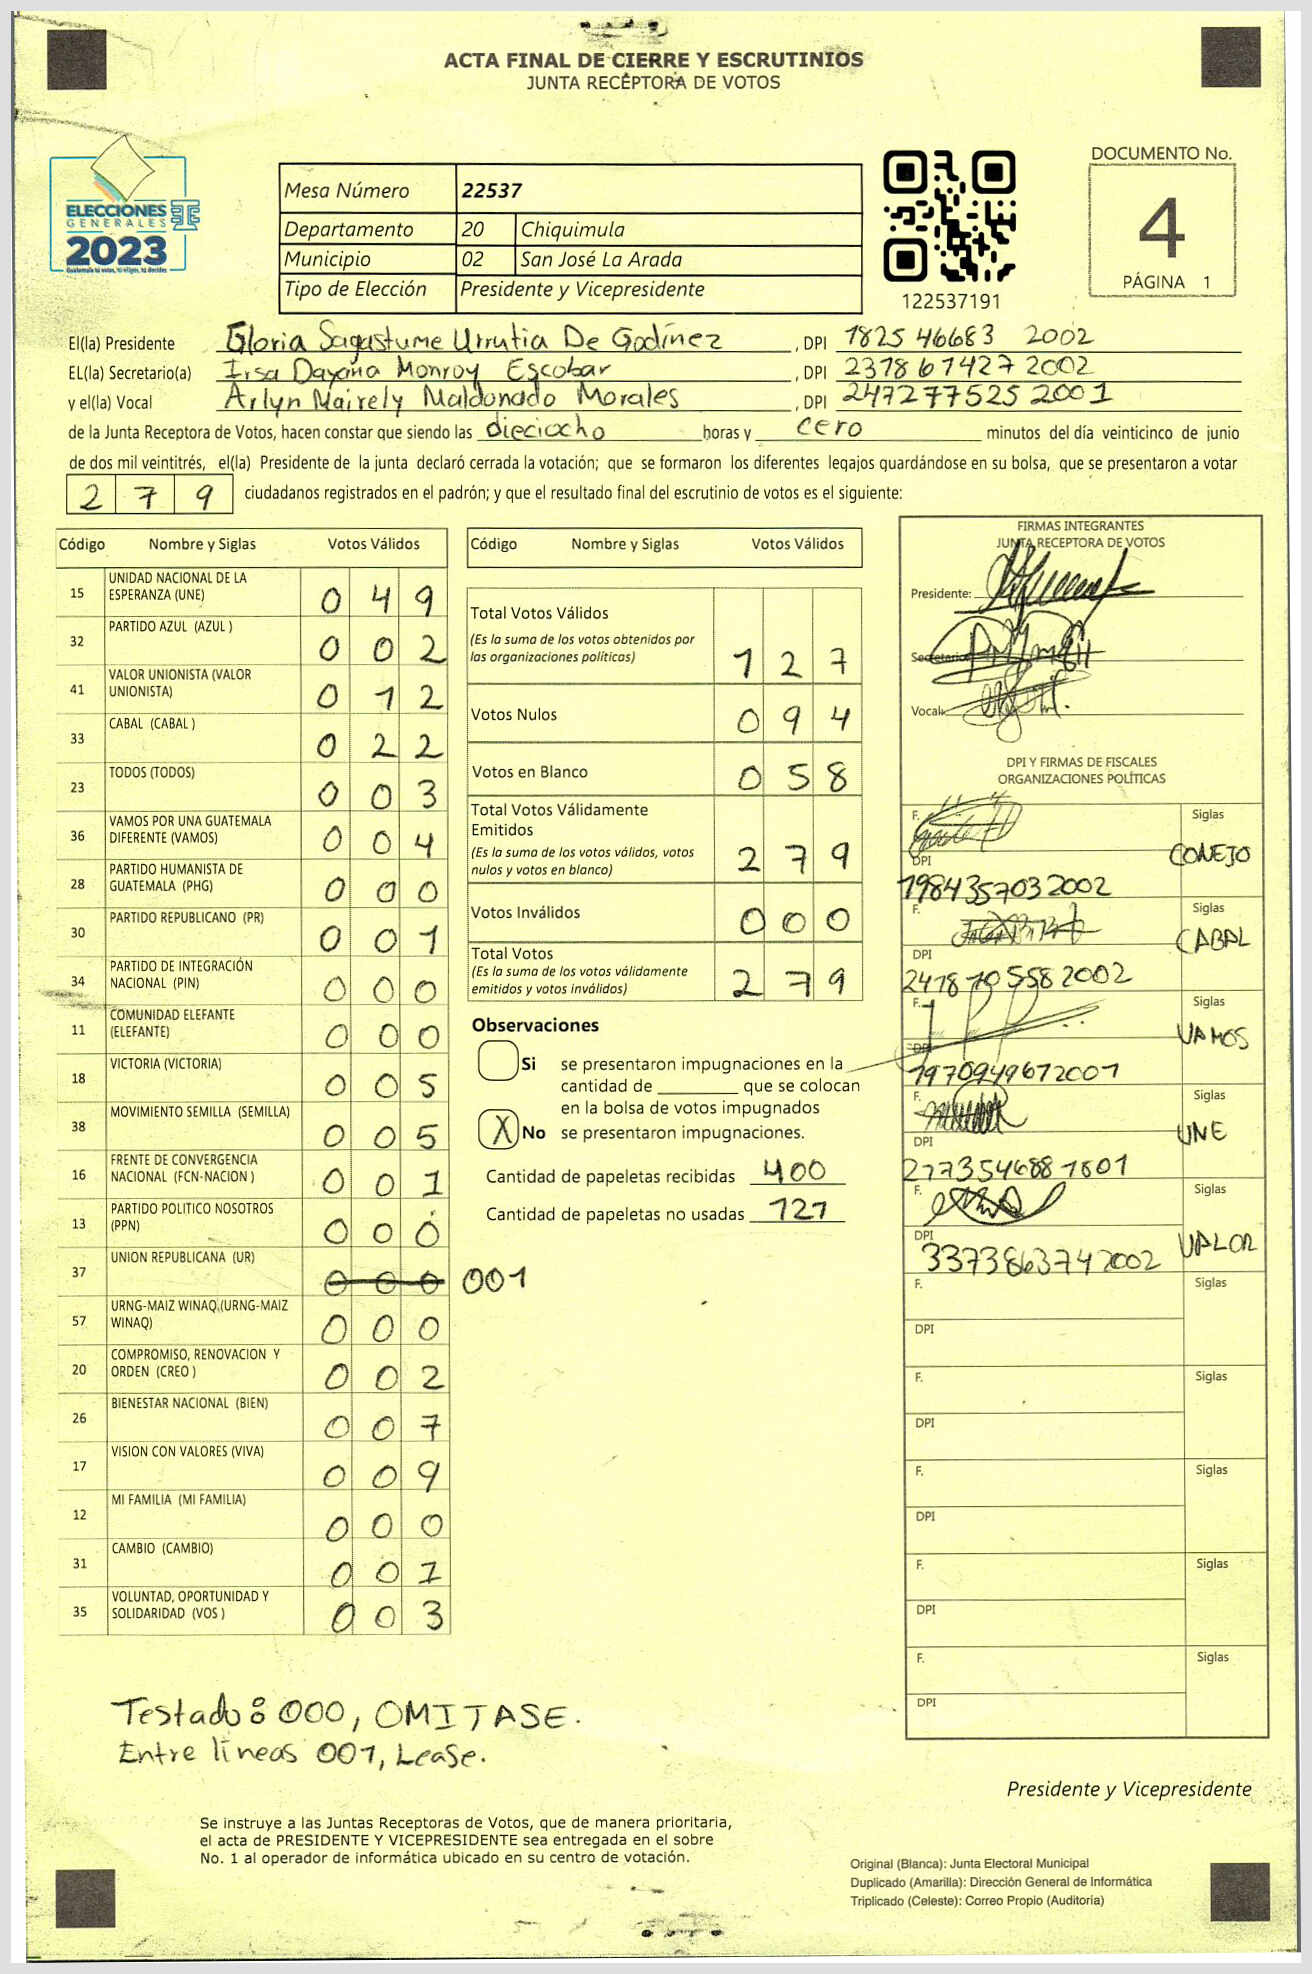 ACTA FINAL DE CIERRE Y ESCRUTINIOS
JUNTA RECEPTORA DE VOTOS
ELECCIONES
GENERALES
2023
Guatemala tú votas, tú eliges, tú decides
Mesa Número 22537
Departamento 20 Chiquimula
Municipio 02 San José La Arada
Tipo de Elección Presidente y Vicepresidente
122537191
DOCUMENTO No.
4
PÁGINA 1
El(la) Presidente Gloria Sagastume Urrutia De Godínez, DPI 1825 46683 2002
EL(la) Secretario(a) Irsa Dayana Monroy Escobar, DPI 2378 67427 2002
y el(la) Vocal Arlyn Mairely Maldonado Morales, DPI 2472 77525 2001
de la Junta Receptora de Votos, hacen constar que siendo las dieciocho horas y cero minutos del día veinticinco de junio
de dos mil veintitrés, el(la) Presidente de la junta declaró cerrada la votación; que se formaron los diferentes legajos guardándose en su bolsa, que se presentaron a votar
2 7 9 ciudadanos registrados en el padrón; y que el resultado final del escrutinio de votos es el siguiente:
Código Nombre y Siglas Votos Válidos
15 UNIDAD NACIONAL DE LA ESPERANZA (UNE) 0 4 9
32 PARTIDO AZUL (AZUL ) 0 0 2
41 VALOR UNIONISTA (VALOR UNIONISTA) 0 1 2
33 CABAL (CABAL ) 0 2 2
23 TODOS (TODOS) 0 0 3
36 VAMOS POR UNA GUATEMALA DIFERENTE (VAMOS) 0 0 4
28 PARTIDO HUMANISTA DE GUATEMALA (PHG) 0 0 0
30 PARTIDO REPUBLICANO (PR) 0 0 1
34 PARTIDO DE INTEGRACIÓN NACIONAL (PIN) 0 0 0
11 COMUNIDAD ELEFANTE (ELEFANTE) 0 0 0
18 VICTORIA (VICTORIA) 0 0 5
38 MOVIMIENTO SEMILLA (SEMILLA) 0 0 5
16 FRENTE DE CONVERGENCIA NACIONAL (FCN-NACION ) 0 0 1
13 PARTIDO POLITICO NOSOTROS (PPN) 0 0 0
37 UNION REPUBLICANA (UR) 0 0 0 001
57 URNG-MAIZ WINAQ (URNG-MAIZ WINAQ) 0 0 0
20 COMPROMISO, RENOVACION Y ORDEN (CREO ) 0 0 2
26 BIENESTAR NACIONAL (BIEN) 0 0 7
17 VISION CON VALORES (VIVA) 0 0 9
12 MI FAMILIA (MI FAMILIA) 0 0 0
31 CAMBIO (CAMBIO) 0 0 1
35 VOLUNTAD, OPORTUNIDAD Y SOLIDARIDAD (VOS ) 0 0 3
Código Nombre y Siglas Votos Válidos
Total Votos Válidos
(Es la suma de los votos obtenidos por
las organizaciones políticas) 1 2 7
Votos Nulos 0 9 4
Votos en Blanco 0 5 8
Total Votos Válidamente
Emitidos
(Es la suma de los votos válidos, votos
nulos y votos en blanco) 2 7 9
Votos Inválidos 0 0 0
Total Votos
(Es la suma de los votos válidamente
emitidos y votos inválidos) 2 7 9
Observaciones
Si se presentaron impugnaciones en la
cantidad de ________ que se colocan
en la bolsa de votos impugnados
X No se presentaron impugnaciones.
Cantidad de papeletas recibidas 400
Cantidad de papeletas no usadas 121
FIRMAS INTEGRANTES
JUNTA RECEPTORA DE VOTOS
Presidente:
Secretario
Vocal:
DPI Y FIRMAS DE FISCALES
ORGANIZACIONES POLÍTICAS
F. Siglas
DPI CONEJO
1984357032002
F. Siglas
DPI CABAL
2478705582002
F. Siglas
DPI VAMOS
1970949672001
F. Siglas
DPI UNE
2773546881801
F. Siglas
DPI VALOR
3373863742002
F. Siglas
DPI
F. Siglas
DPI
F. Siglas
DPI
F. Siglas
DPI
F. Siglas
DPI
Testado: 000, OMITASE.
Entre líneas 001, Lease.
Presidente y Vicepresidente
Se instruye a las Juntas Receptoras de Votos, que de manera prioritaria,
el acta de PRESIDENTE Y VICEPRESIDENTE sea entregada en el sobre
No. 1 al operador de informática ubicado en su centro de votación.
Original (Blanca): Junta Electoral Municipal
Duplicado (Amarilla): Dirección General de Informática
Triplicado (Celeste): Correo Propio (Auditoría)